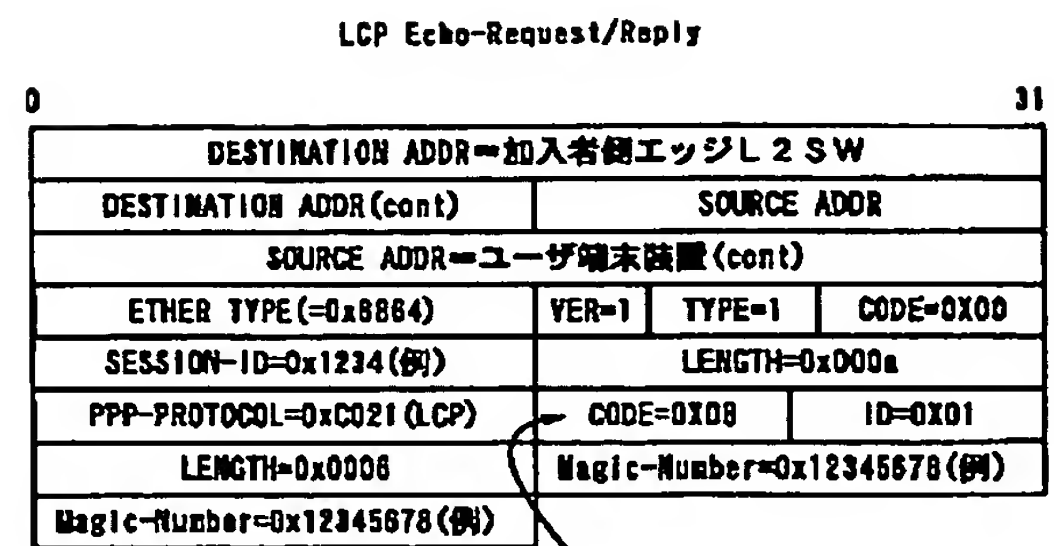 LCP Echo-Request/Reply
0 31
DESTINATION ADDR=加入者側エッジL2SW
DESTINATION ADDR(cont) SOURCE ADDR
SOURCE ADDR=ユーザ端末装置(cont)
ETHER TYPE(=0x8864) VER=1 TYPE=1 CODE=0X00
SESSION-ID=0x1234(例) LENGTH=0x000a
PPP-PROTOCOL=0xC021(LCP) CODE=0X08 ID=0X01
LENGTH=0x0006 Magic-Number=0x12345678(例)
Magic-Number=0x12345678(例)